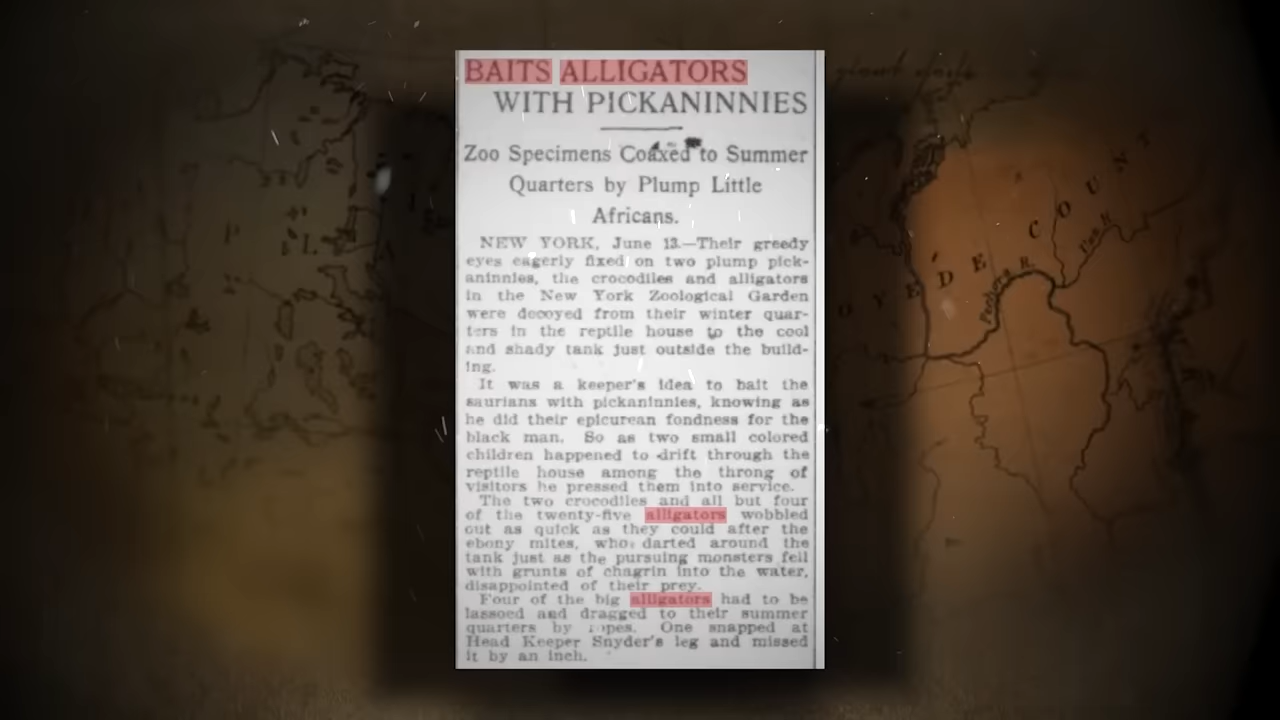 BAITS ALLIGATORS
WITH PICKANINNIES
Zoo Specimens Coaxed to Summer
Quarters by Plump Little
Africans.
NEW YORK, June 13.—Their greedy
eyes eagerly fixed on two plump pick-
aninnies, the crocodiles and alligators
in the New York Zoological Garden
were decoyed from their winter quar-
ters in the reptile house to the cool
and shady tank just outside the build-
ing.
It was a keeper's idea to bait the
saurians with pickaninnies, knowing as
he did their epicurean fondness for the
black man. So as two small colored
children happened to drift through the
reptile house among the throng of
visitors he pressed them into service.
The two crocodiles and all but four
of the twenty-five alligators wobbled
out as quick as they could after the
ebony mites, who darted around the
tank just as the pursuing monsters fell
with grunts of chagrin into the water,
disappointed of their prey.
Four of the big alligators had to be
lassoed and dragged to their summer
quarters by ropes. One snapped at
Head Keeper Snyder's leg and missed
it by an inch.